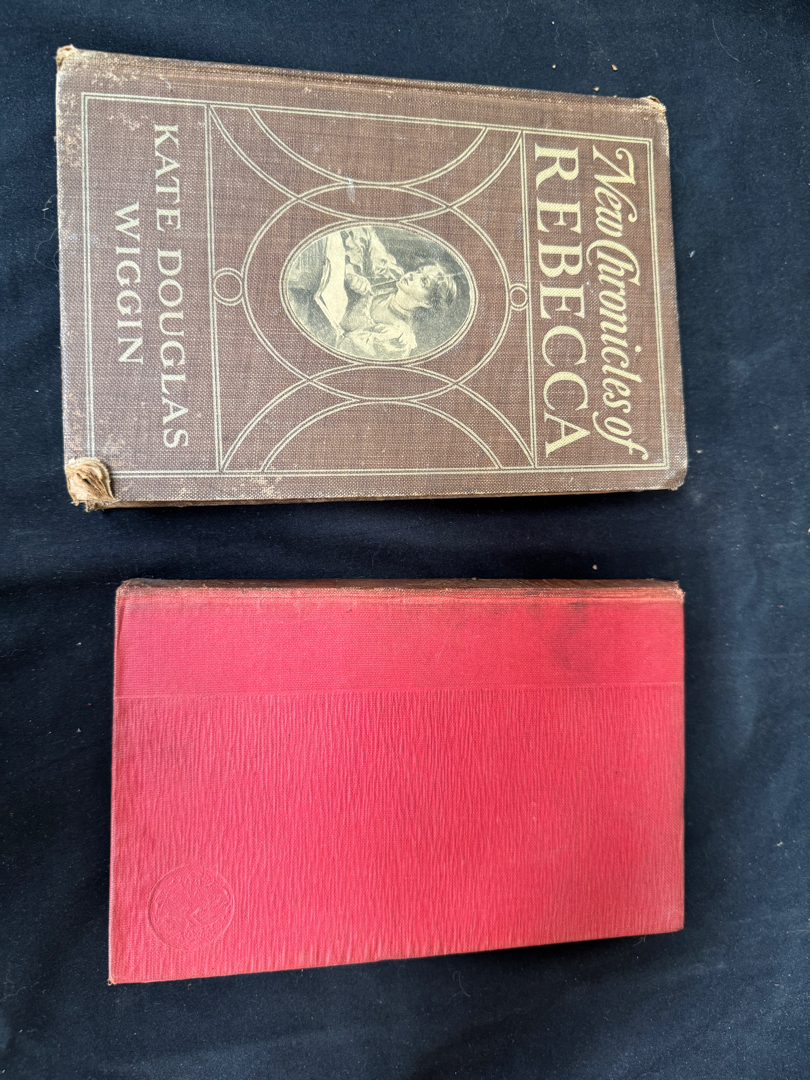 New Chronicles of
REBECCA
KATE DOUGLAS
WIGGIN